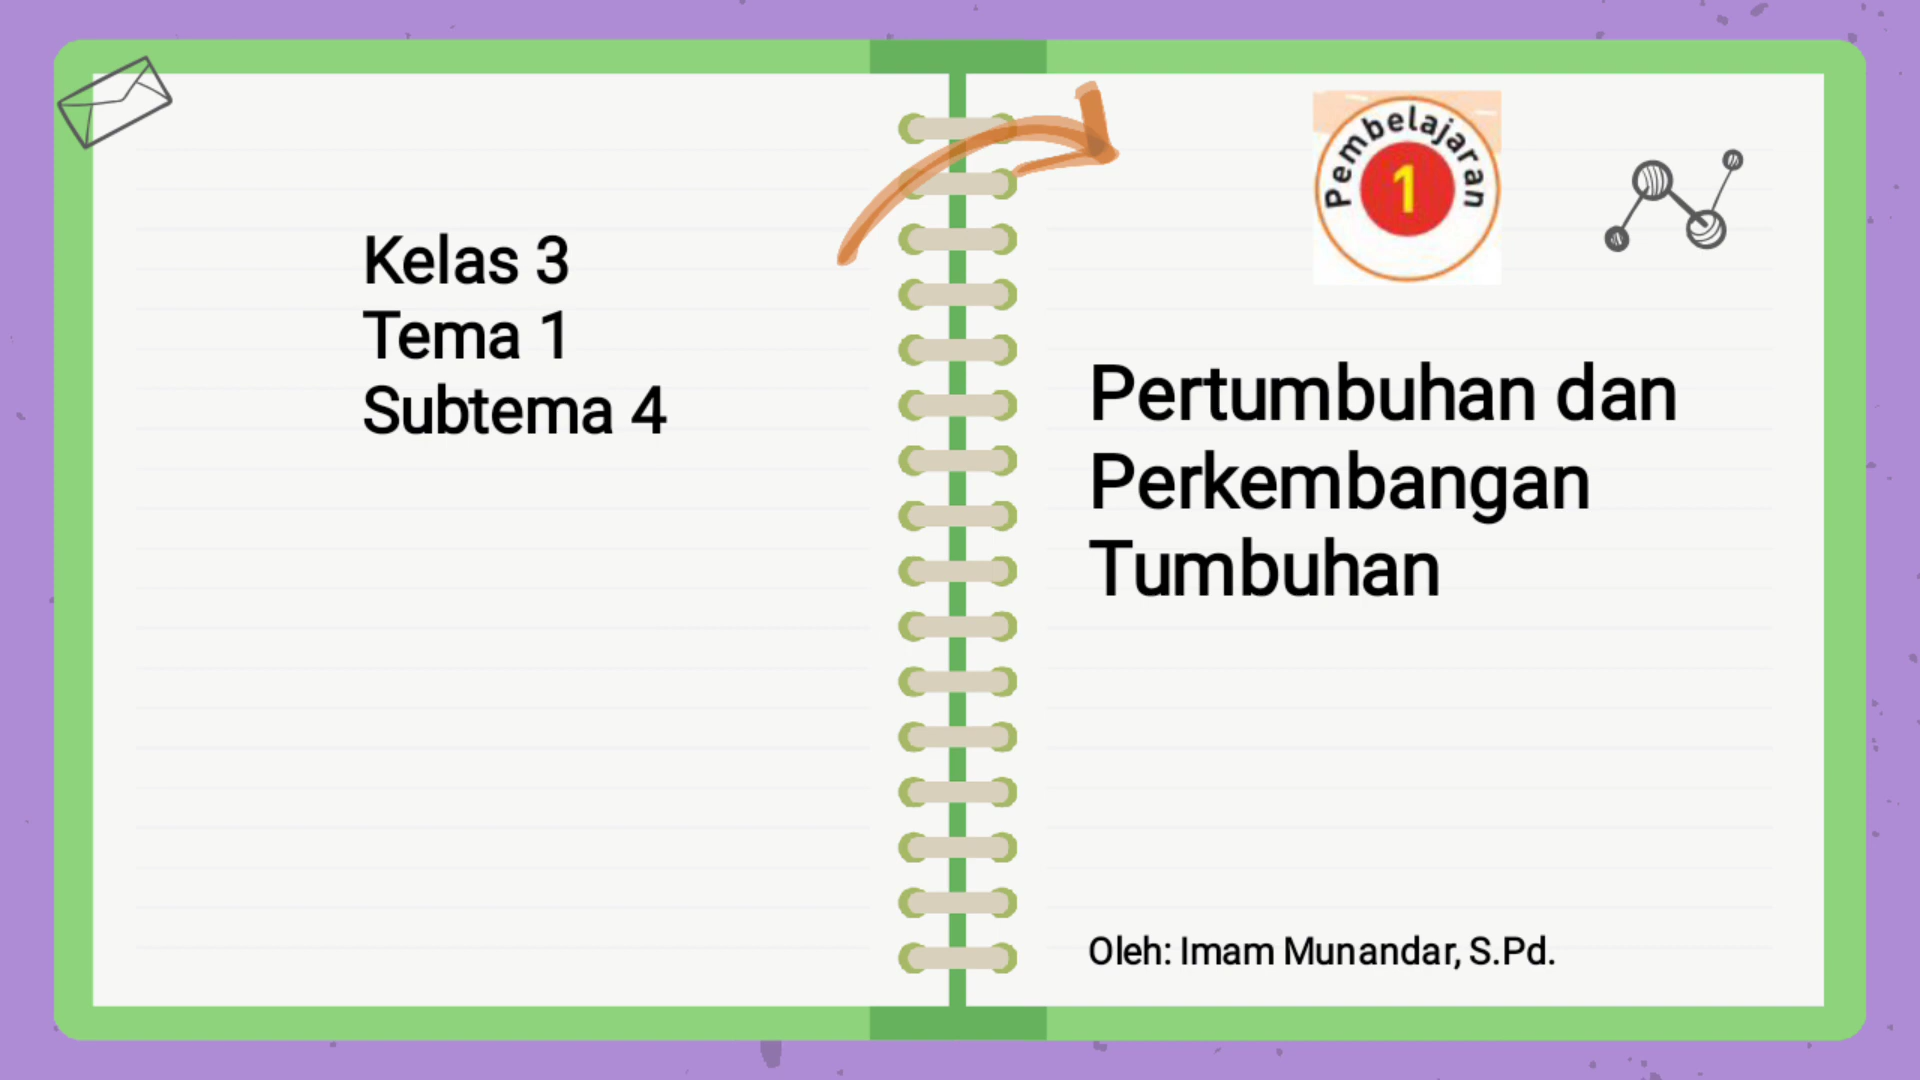 Kelas 3
Tema 1
Subtema 4
Pembelajaran
1
Pertumbuhan dan
Perkembangan
Tumbuhan
Oleh: Imam Munandar, S.Pd.